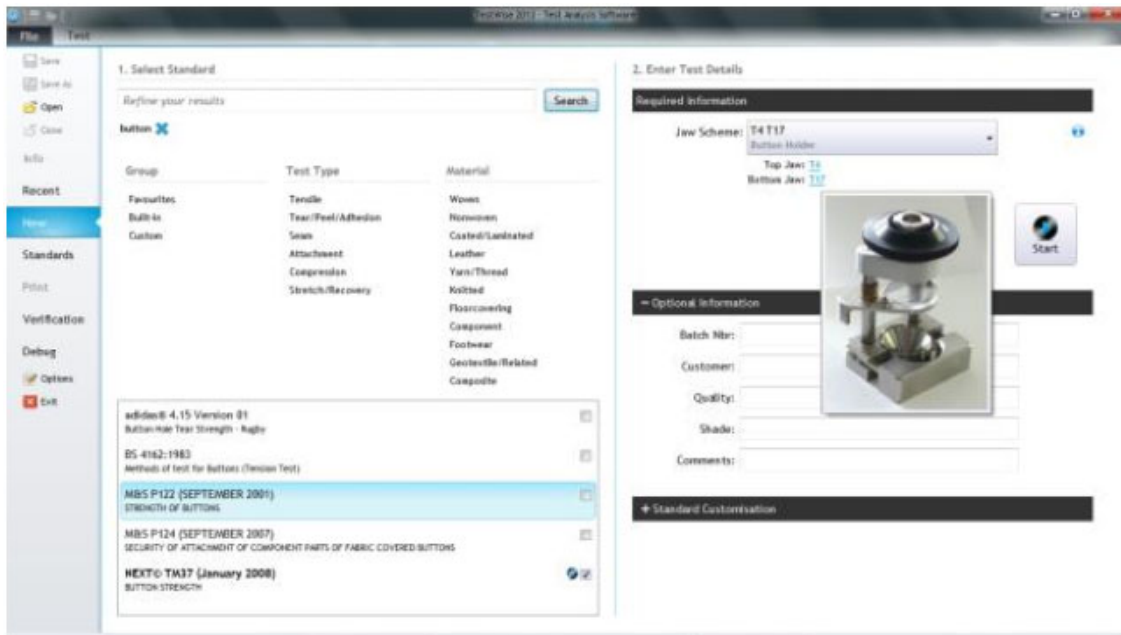 TestWise 2013 - Test Analysis Software
File Test
Save
Save As
Open
Close
Info
Recent
New
Standards
Print
Verification
Debug
Options
Exit
1. Select Standard
Refine your results
Search
button
Group
Favourites
Built-in
Custom
Test Type
Tensile
Tear/Peel/Adhesion
Seam
Attachment
Compression
Stretch/Recovery
Material
Woven
Nonwoven
Coated/Laminated
Leather
Yarn/Thread
Knitted
Floorcovering
Component
Footwear
Geotextile/Related
Composite
adidas® 4.15 Version 01
Button Hole Tear Strength - Rugby
BS 4162:1983
Methods of test for Buttons (Tension Test)
M&S P122 (SEPTEMBER 2001)
STRENGTH OF BUTTONS
M&S P124 (SEPTEMBER 2007)
SECURITY OF ATTACHMENT OF COMPONENT PARTS OF FABRIC COVERED BUTTONS
NEXT© TM37 (January 2008)
BUTTON STRENGTH
2. Enter Test Details
Required Information
Jaw Scheme: T4 T17
Button Holder
Top Jaw: T4
Bottom Jaw: T17
Start
Optional Information
Batch Nbr:
Customer:
Quality:
Shade:
Comments:
+ Standard Customisation